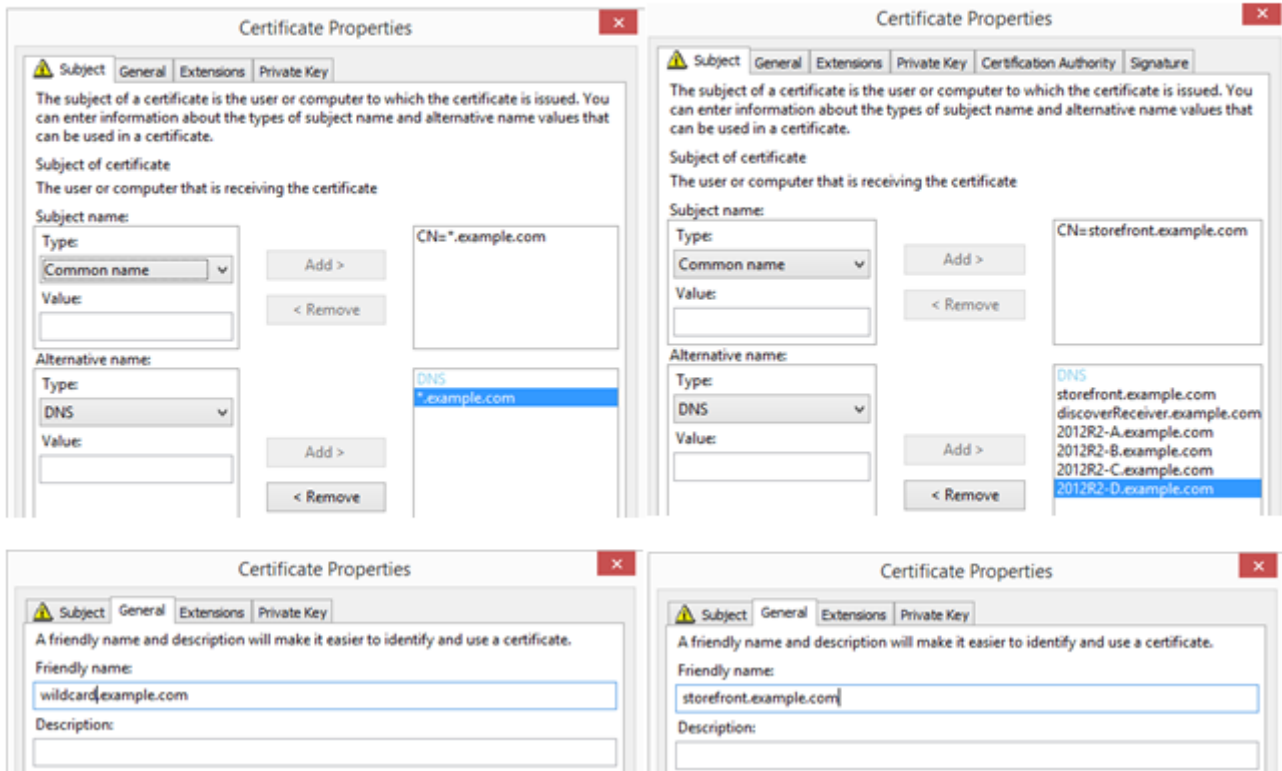 Certificate Properties
Subject General Extensions Private Key
The subject of a certificate is the user or computer to which the certificate is issued. You
can enter information about the types of subject name and alternative name values that
can be used in a certificate.
Subject of certificate
The user or computer that is receiving the certificate
Subject name:
Type:
Common name
Value:
Add >
< Remove
CN=*.example.com
Alternative name:
Type:
DNS
Value:
Add >
< Remove
DNS
*.example.com
Certificate Properties
Subject General Extensions Private Key Certification Authority Signature
The subject of a certificate is the user or computer to which the certificate is issued. You
can enter information about the types of subject name and alternative name values that
can be used in a certificate.
Subject of certificate
The user or computer that is receiving the certificate
Subject name:
Type:
Common name
Value:
Add >
< Remove
CN=storefront.example.com
Alternative name:
Type:
DNS
Value:
Add >
< Remove
DNS
storefront.example.com
discoverReceiver.example.com
2012R2-A.example.com
2012R2-B.example.com
2012R2-C.example.com
2012R2-D.example.com
Certificate Properties
Subject General Extensions Private Key
A friendly name and description will make it easier to identify and use a certificate.
Friendly name:
wildcard.example.com
Description:
Certificate Properties
Subject General Extensions Private Key
A friendly name and description will make it easier to identify and use a certificate.
Friendly name:
storefront.example.com
Description: